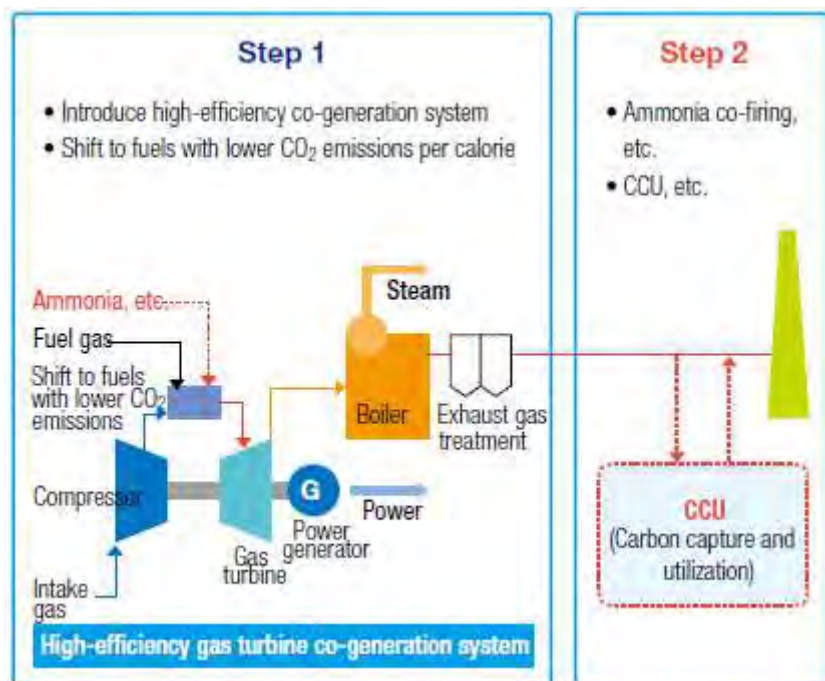 Step 1
• Introduce high-efficiency co-generation system
• Shift to fuels with lower CO₂ emissions per calorie
Ammonia, etc.
Fuel gas
Shift to fuels
with lower CO₂
emissions
Compressor
Intake
gas
Gas
turbine
G
Power
generator
Power
Steam
Boiler
Exhaust gas
treatment
High-efficiency gas turbine co-generation system
Step 2
• Ammonia co-firing,
etc.
• CCU, etc.
CCU
(Carbon capture and
utilization)